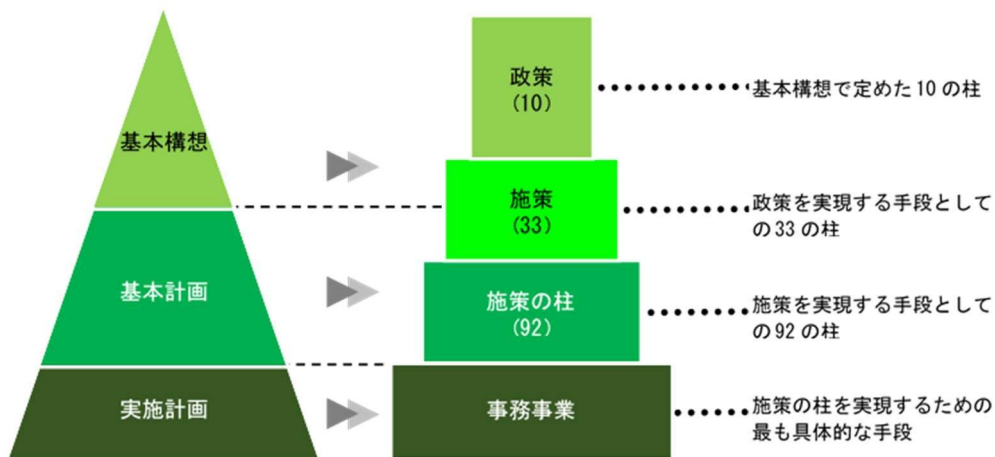 基本構想
基本計画
実施計画
政策
(10)
施策
(33)
施策の柱
(92)
事務事業
基本構想で定めた10の柱
政策を実現する手段として
の33の柱
施策を実現する手段として
の92の柱
施策の柱を実現するための
最も具体的な手段